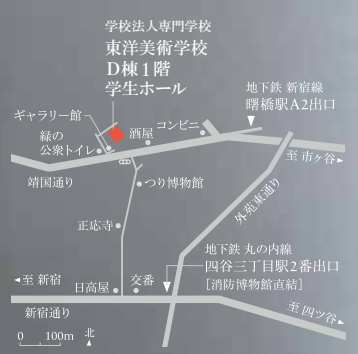 学校法人専門学校
東洋美術学校
D棟1階
学生ホール
地下鉄 新宿線
曙橋駅A2出口
ギャラリー館
緑の
公衆トイレ
酒屋
コンビニ
至 市ヶ谷
靖国通り
つり博物館
外苑東通り
正応寺
地下鉄 丸の内線
四谷三丁目駅2番出口
[消防博物館直結]
至 新宿
日高屋
交番
新宿通り
至 四ツ谷
0 100m 北